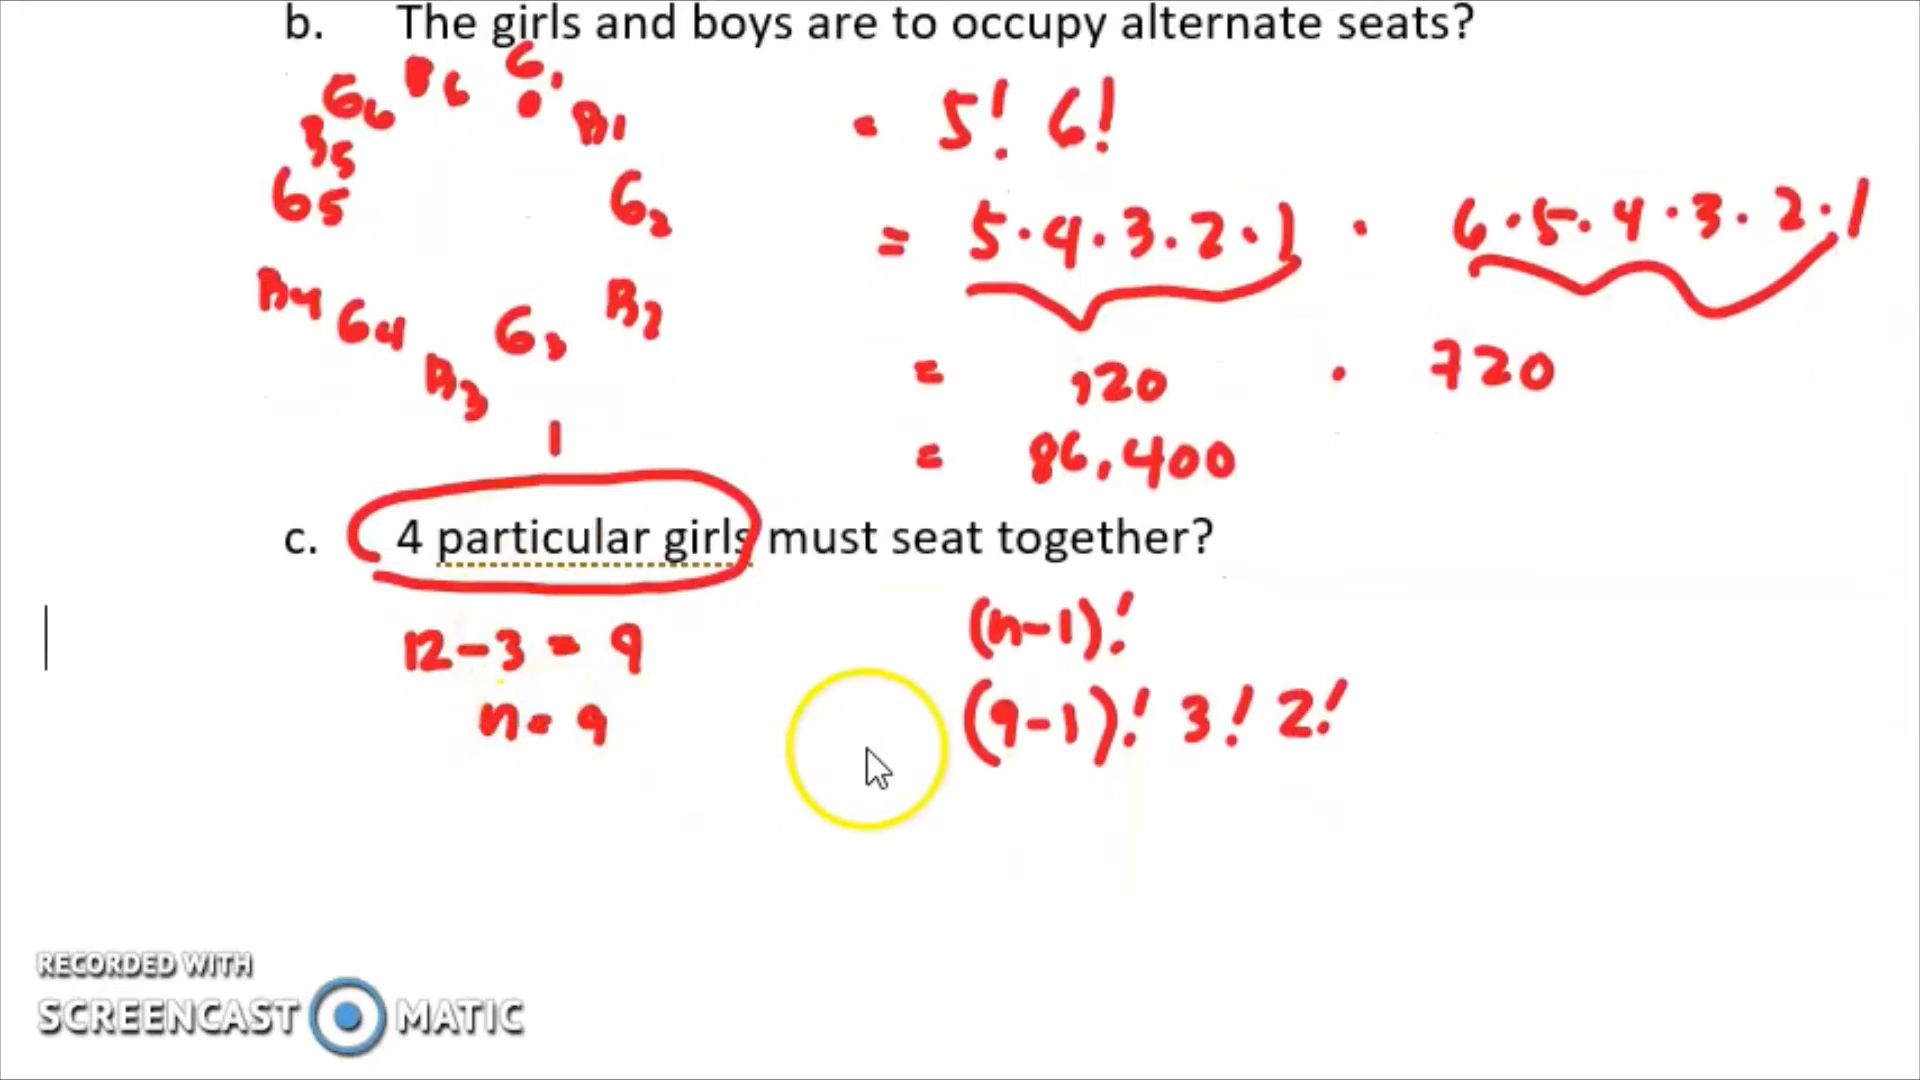 b. The girls and boys are to occupy alternate seats?
G6 B6 G1 B1
B5
G5 G2
B4 G4 G3 B2
B3
= 5! 6!
= 5·4·3·2·1 · 6·5·4·3·2·1
= 120 · 720
1
= 86,400
c. 4 particular girls must seat together?
12-3 = 9
n = 9
(n-1)!
(9-1)! 3! 2!
RECORDED WITH
SCREENCAST MATIC